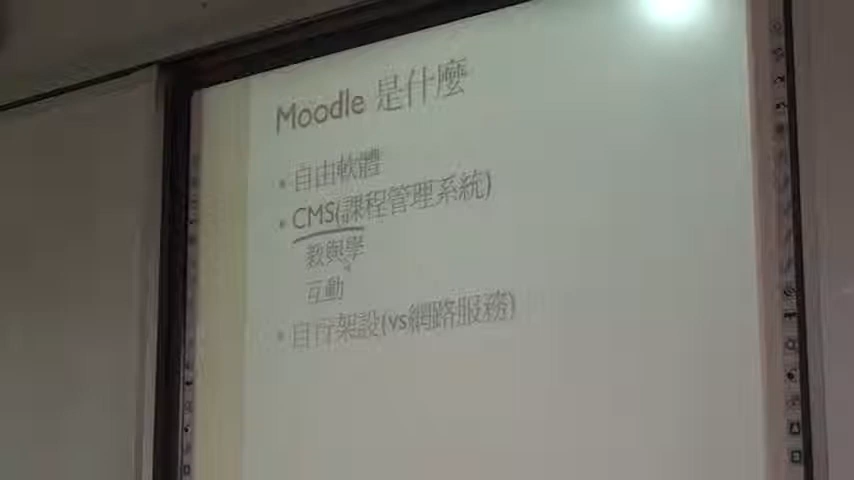 Moodle 是什麼
• 自由軟體
• CMS(課程管理系統)
教與學
互動
• 自行架設(vs網路服務)